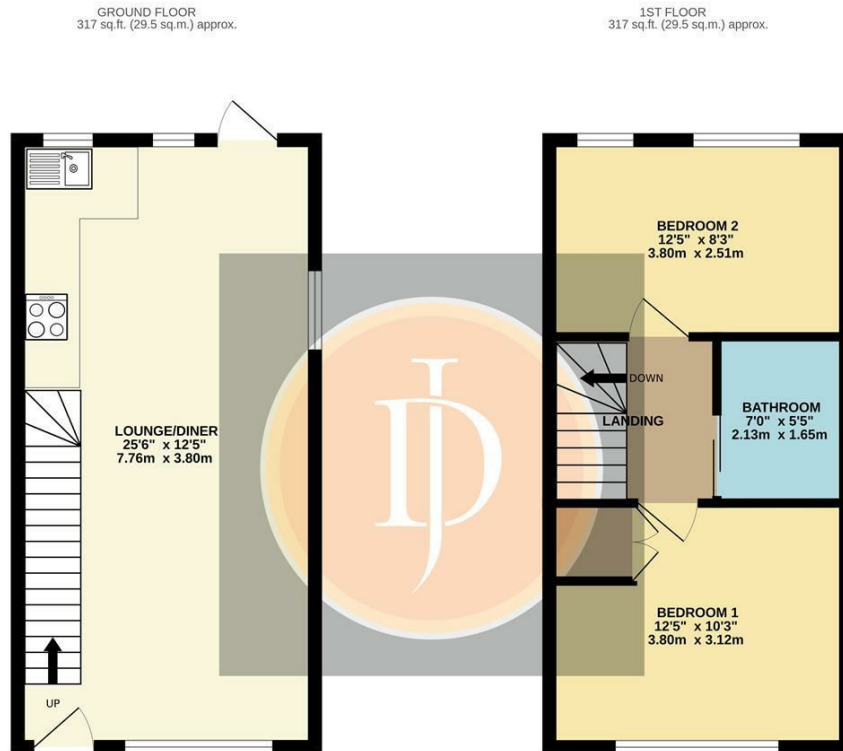 GROUND FLOOR
317 sq.ft. (29.5 sq.m.) approx.
1ST FLOOR
317 sq.ft. (29.5 sq.m.) approx.
LOUNGE/DINER
25'6" x 12'5"
7.76m x 3.80m
UP
BEDROOM 2
12'5" x 8'3"
3.80m x 2.51m
DOWN
LANDING
BATHROOM
7'0" x 5'5"
2.13m x 1.65m
BEDROOM 1
12'5" x 10'3"
3.80m x 3.12m
JD